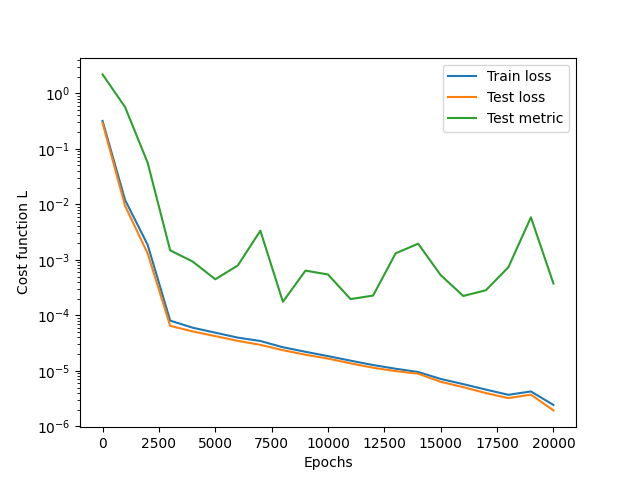 Train loss
Test loss
Test metric
Cost function L
10⁰
10⁻¹
10⁻²
10⁻³
10⁻⁴
10⁻⁵
10⁻⁶
0 2500 5000 7500 10000 12500 15000 17500 20000
Epochs